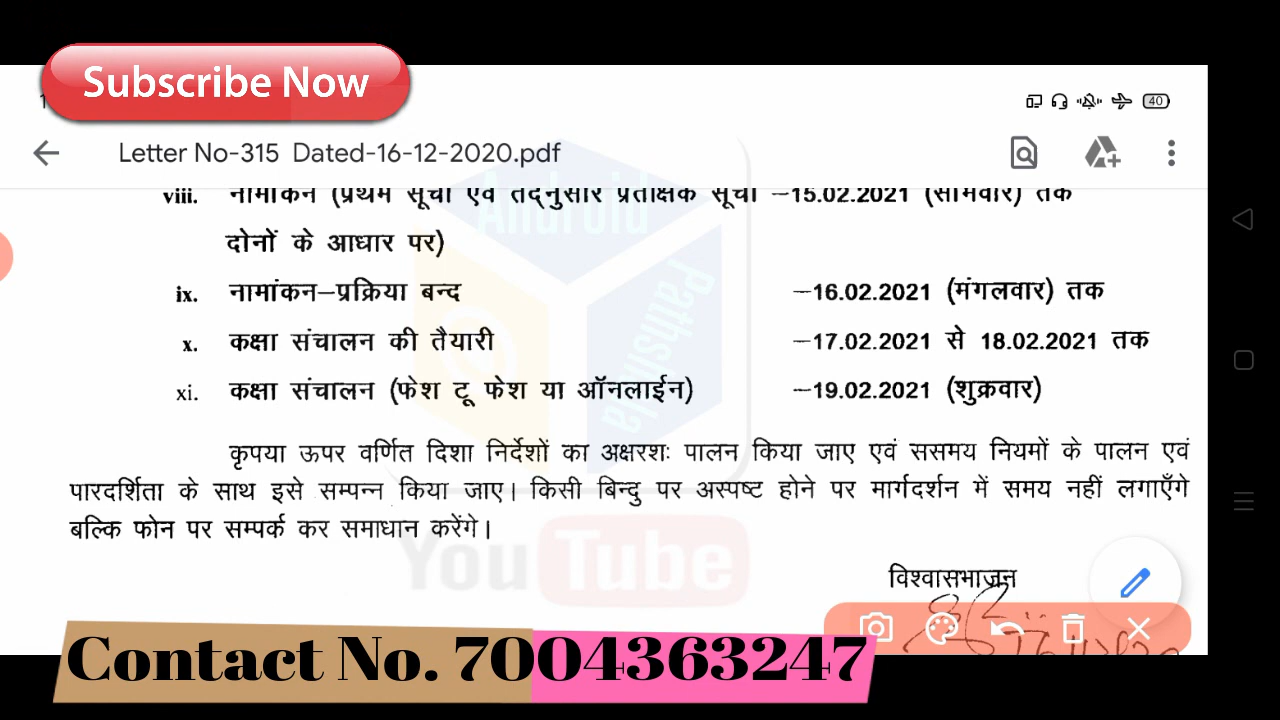 Subscribe Now
40
Letter No-315 Dated-16-12-2020.pdf
viii. नामांकन (प्रथम सूची एवं तद्नुसार प्रतीक्षक सूची –15.02.2021 (सोमवार) तक
दोनों के आधार पर)
ix. नामांकन–प्रक्रिया बन्द –16.02.2021 (मंगलवार) तक
x. कक्षा संचालन की तैयारी –17.02.2021 से 18.02.2021 तक
xi. कक्षा संचालन (फेश टू फेश या ऑनलाईन) –19.02.2021 (शुक्रवार)
कृपया ऊपर वर्णित दिशा निर्देशों का अक्षरशः पालन किया जाए एवं ससमय नियमों के पालन एवं
पारदर्शिता के साथ इसे सम्पन्न किया जाए। किसी बिन्दु पर अस्पष्ट होने पर मार्गदर्शन में समय नहीं लगाएँगे
बल्कि फोन पर सम्पर्क कर समाधान करेंगे।
Android
Pathshala
YouTube
विश्वासभाजन
Contact No. 7004363247